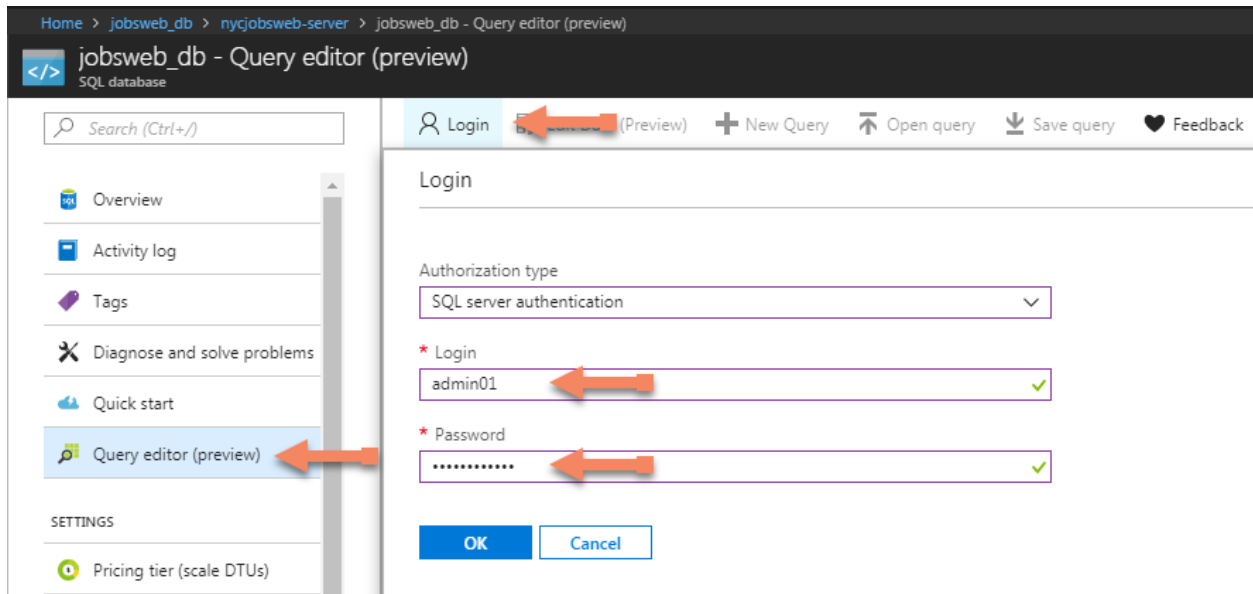 Home > jobsweb_db > nycjobsweb-server > jobsweb_db - Query editor (preview)
jobsweb_db - Query editor (preview)
SQL database
Search (Ctrl+/)
Overview
Activity log
Tags
Diagnose and solve problems
Quick start
Query editor (preview)
SETTINGS
Pricing tier (scale DTUs)
Login (Preview) New Query Open query Save query Feedback
Login
Authorization type
SQL server authentication
* Login
admin01
* Password
••••••••••••
OK Cancel